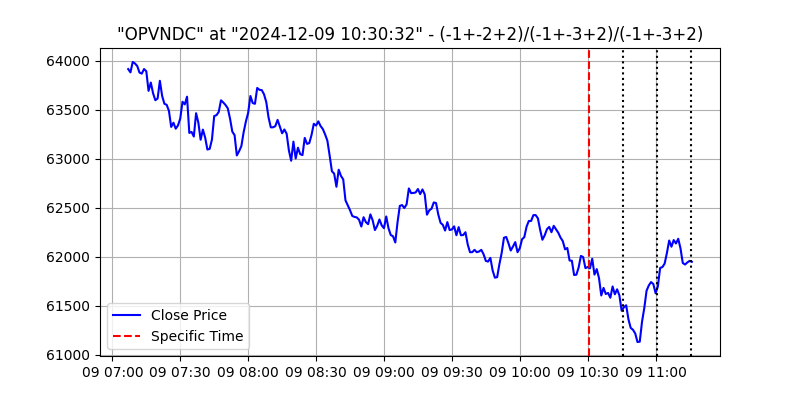 "OPVNDC" at "2024-12-09 10:30:32" - (-1+-2+2)/(-1+-3+2)/(-1+-3+2)
64000
63500
63000
62500
62000
61500
61000
Close Price
Specific Time
09 07:00 09 07:30 09 08:00 09 08:30 09 09:00 09 09:30 09 10:00 09 10:30 09 11:00